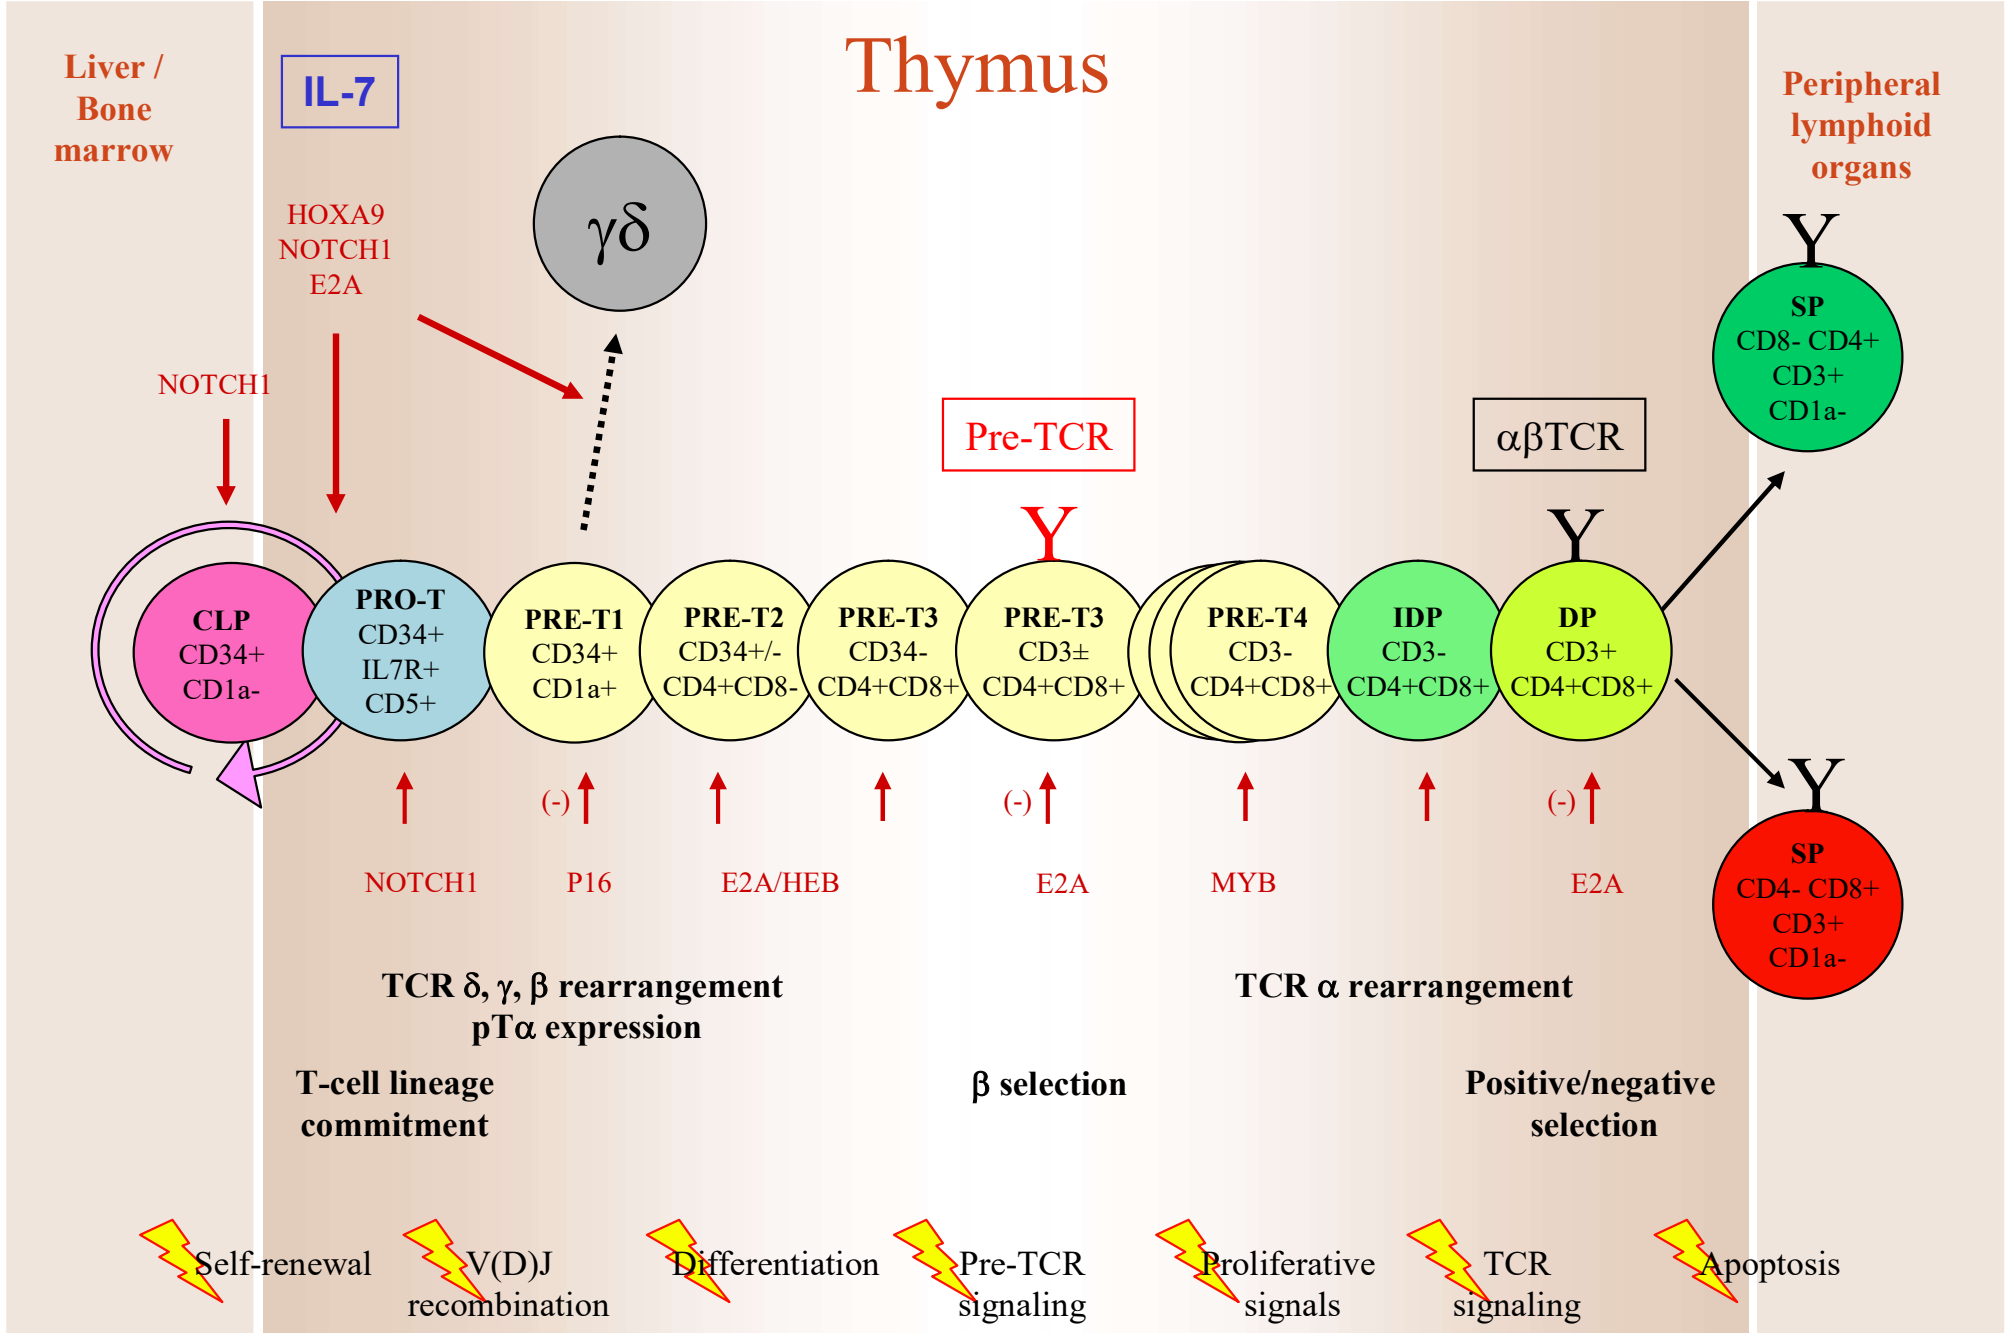 Liver /
Bone
marrow
IL-7
Thymus
Peripheral
lymphoid
organs
HOXA9
NOTCH1
E2A
γδ
NOTCH1
Pre-TCR
αβTCR
Y
Y
Y
SP
CD8- CD4+
CD3+
CD1a-
CLP
CD34+
CD1a-
PRO-T
CD34+
IL7R+
CD5+
PRE-T1
CD34+
CD1a+
PRE-T2
CD34+/-
CD4+CD8-
PRE-T3
CD34-
CD4+CD8+
PRE-T3
CD3±
CD4+CD8+
PRE-T4
CD3-
CD4+CD8+
IDP
CD3-
CD4+CD8+
DP
CD3+
CD4+CD8+
Y
SP
CD4- CD8+
CD3+
CD1a-
(-)
(-)
(-)
NOTCH1
P16
E2A/HEB
E2A
MYB
E2A
TCR δ, γ, β rearrangement
pTα expression
TCR α rearrangement
T-cell lineage
commitment
β selection
Positive/negative
selection
Self-renewal
V(D)J
recombination
Differentiation
Pre-TCR
signaling
Proliferative
signals
TCR
signaling
Apoptosis